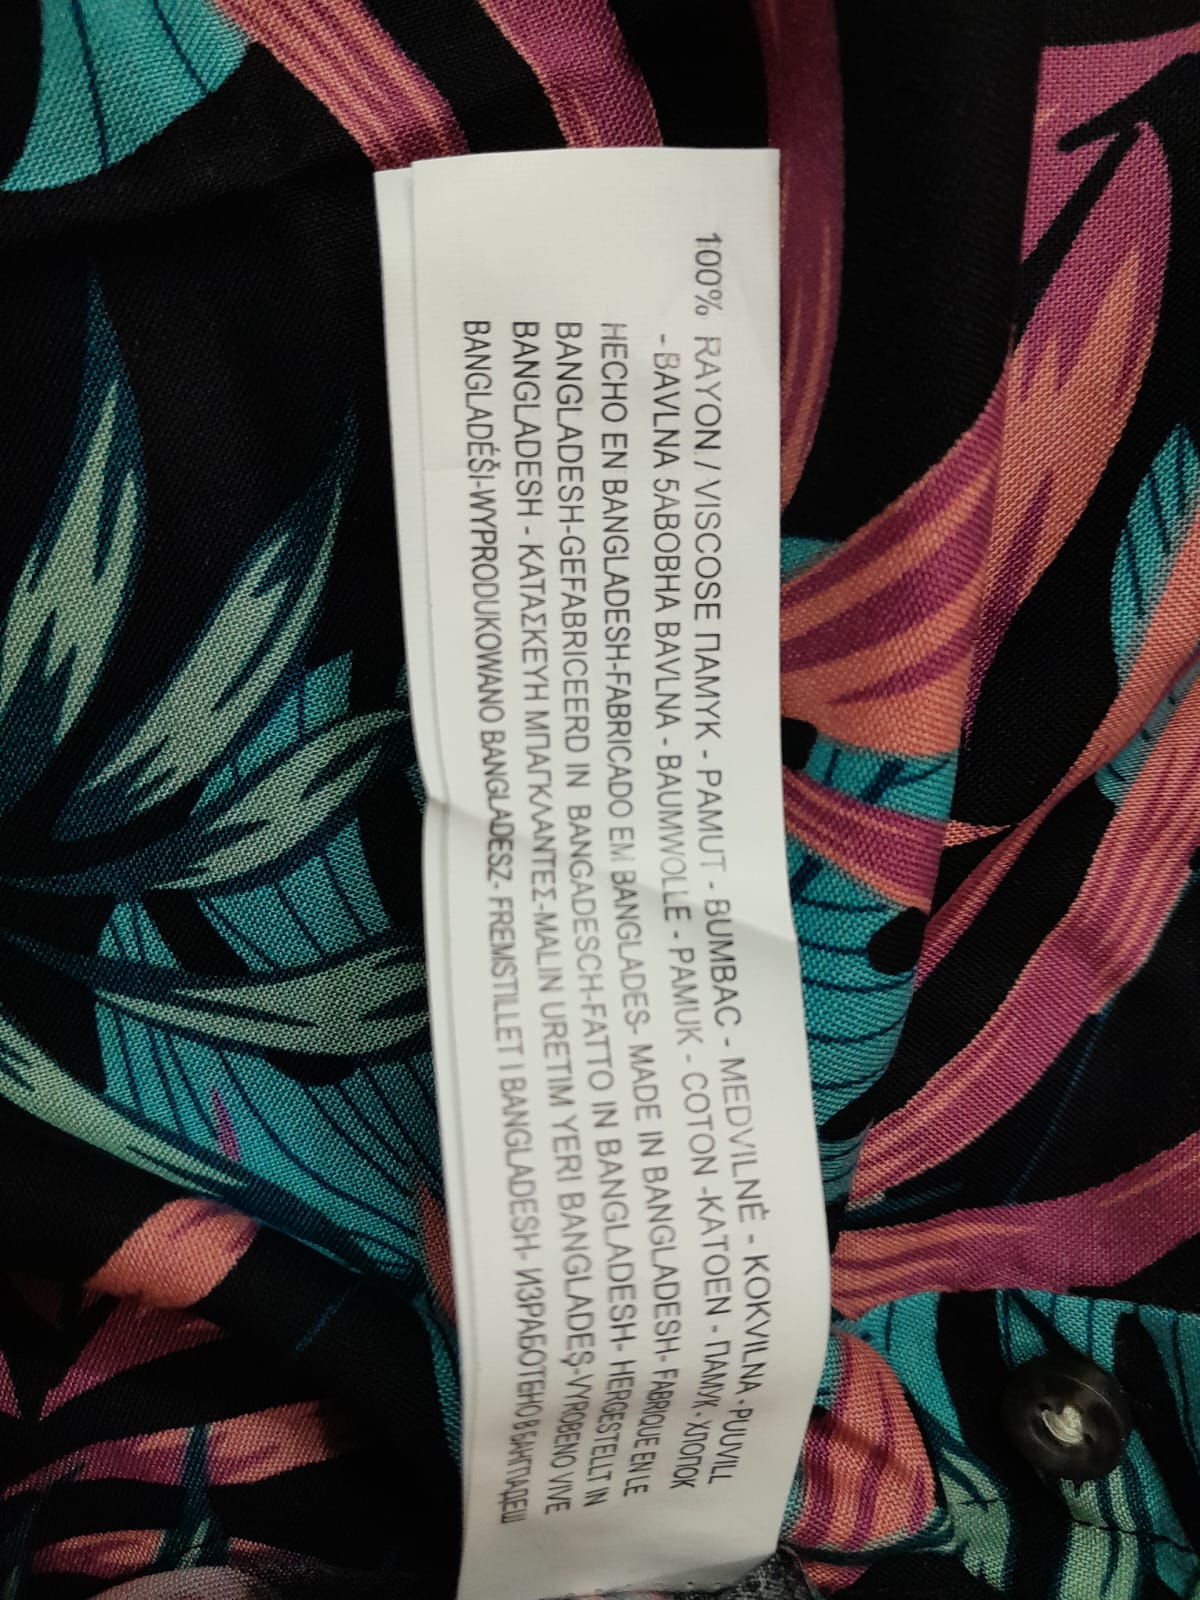 100% RAYON / VISCOSE ПАМУК - PAMUT - BUMBAC - MEDVILNĖ - KOKVILNA - PUUVILL
- BAVLNA 5ABOBHA BAVLNA - BAUMWOLLE - PAMUK - COTON -KATOEN - ПАМУК - ХЛОПОК
HECHO EN BANGLADESH-FABRICADO EM BANGLADES- MADE IN BANGLADESH- FABRIQUE EN LE
BANGLADESH-GEFABRICEERD IN BANGADESCH-FATTO IN BANGLADESH- HERGESTELLT IN
BANGLADESH - ΚΑΤΑΣΚΕΥΗ ΜΠΑΓΚΛΑΝΤΕΣ-MALIN URETIM YERI BANGLADEŞ-VYROBENO VIVE
BANGLADÉŠI-WYPRODUKOWANO BANGLADESZ- FREMSTILLET I BANGLADESH- ИЗРАБОТЕНО В БАНГЛАДЕШ